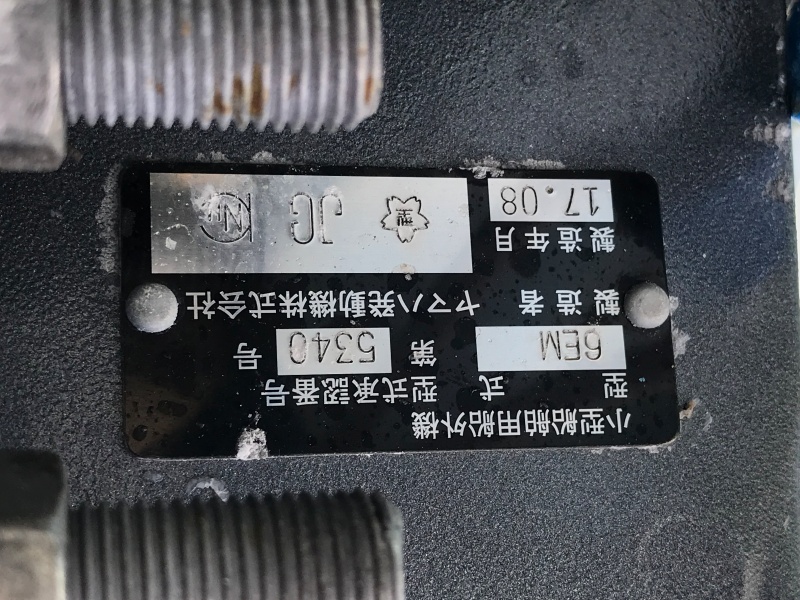 小型船舶用船外機
型 式 型式承認番号
6EM 第 5340 号
製 造 者 ヤマハ発動機株式会社
製 造 年 月
17.08 型 JG NK